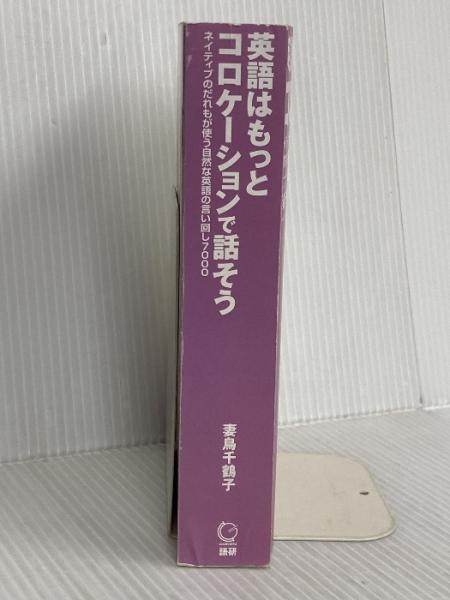 英語はもっと
コロケーションで話そう
ネイティブのだれもが使う自然な英語の言い回し7000
妻鳥千鶴子
語研